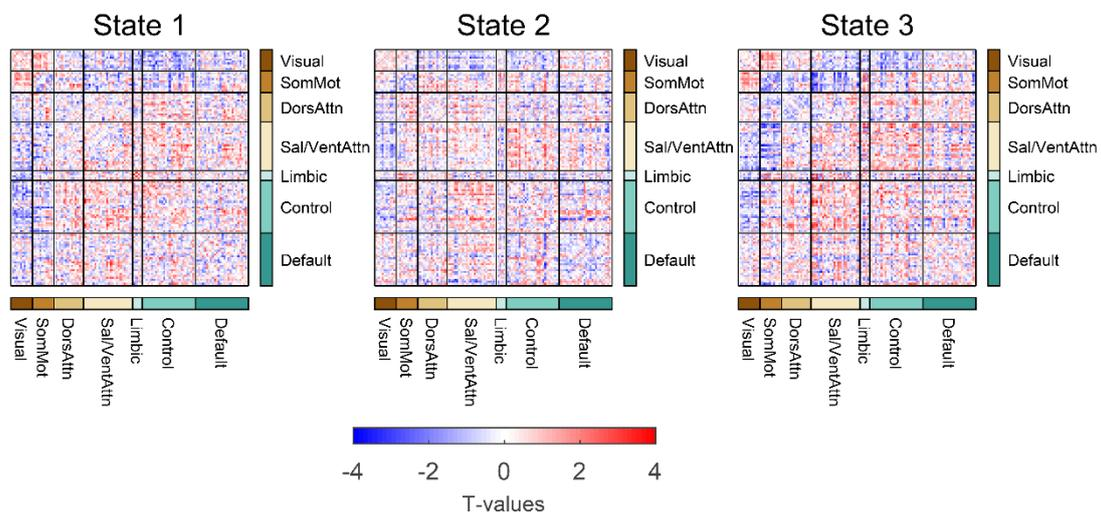 State 1
State 2
State 3
Visual
SomMot
DorsAttn
Sal/VentAttn
Limbic
Control
Default
Visual
SomMot
DorsAttn
Sal/VentAttn
Limbic
Control
Default
Visual
SomMot
DorsAttn
Sal/VentAttn
Limbic
Control
Default
Visual
SomMot
DorsAttn
Sal/VentAttn
Limbic
Control
Default
Visual
SomMot
DorsAttn
Sal/VentAttn
Limbic
Control
Default
Visual
SomMot
DorsAttn
Sal/VentAttn
Limbic
Control
Default
-4 -2 0 2 4
T-values